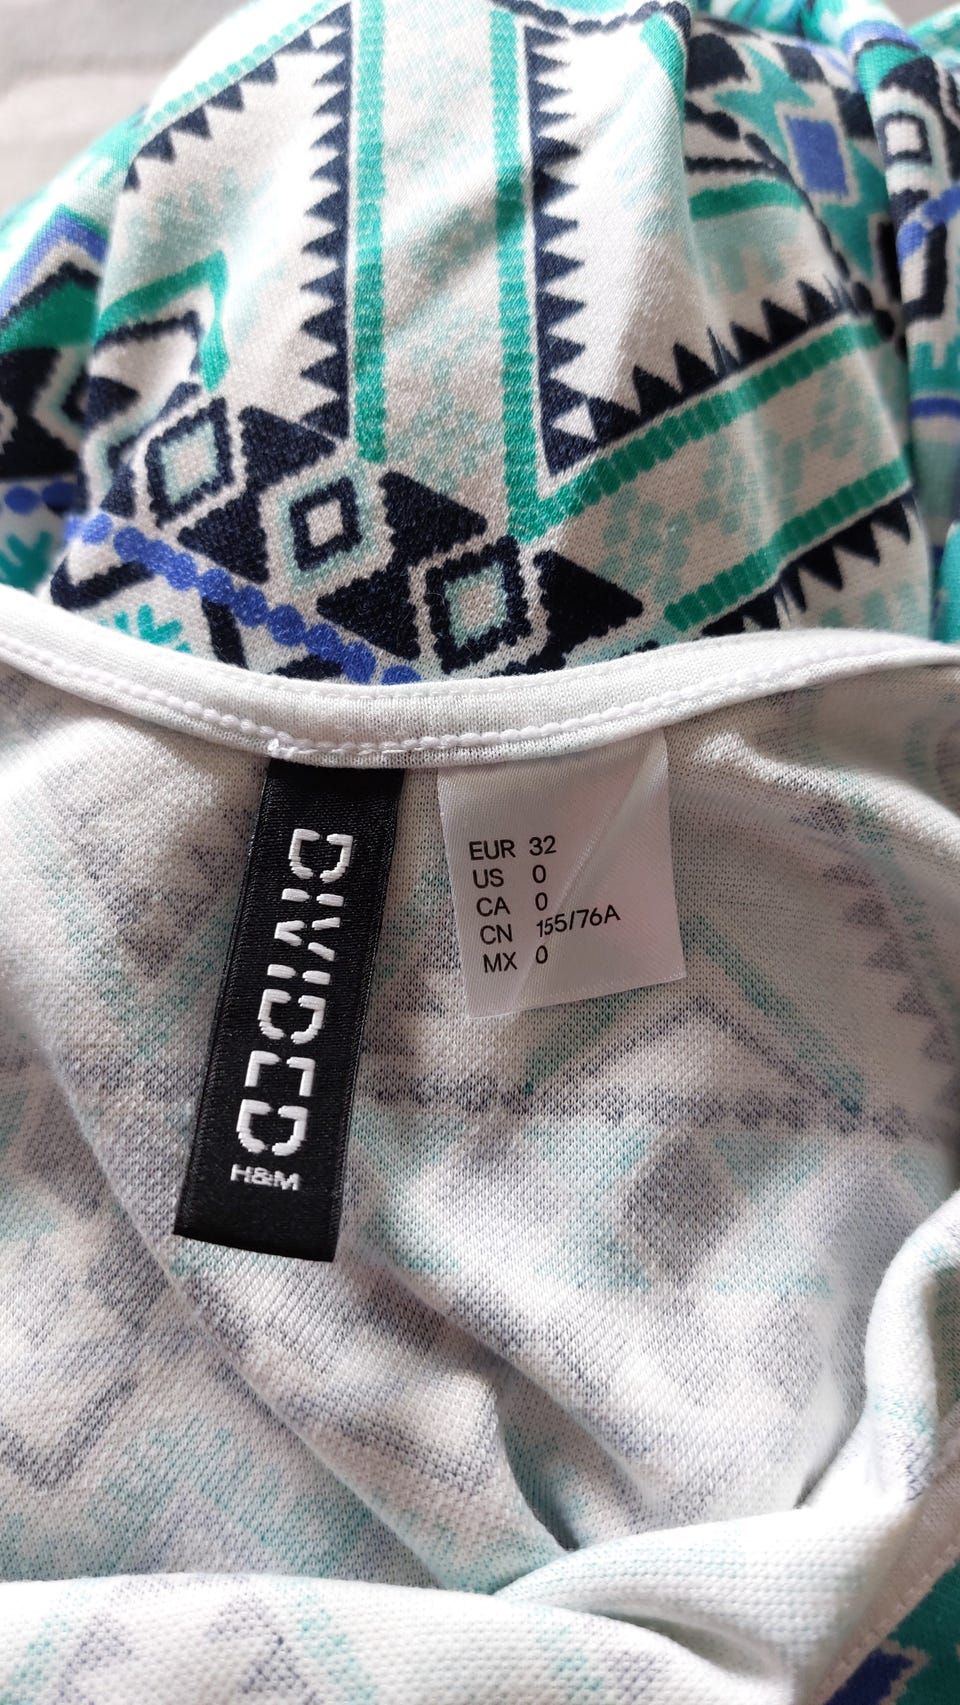 DIVIDED
H&M
EUR 32
US 0
CA 0
CN 155/76A
MX 0